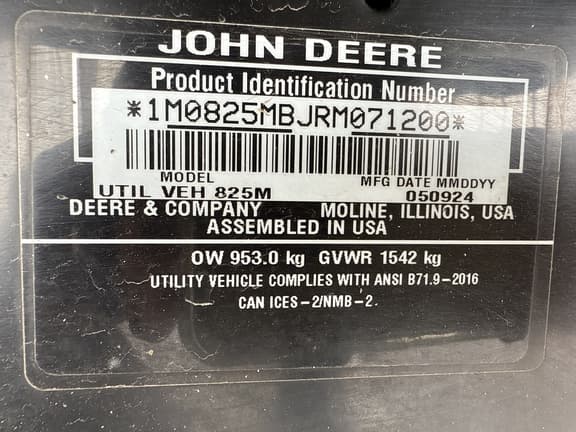 JOHN DEERE
Product Identification Number
*1M0825MBJRM071200*
MODEL MFG DATE MMDDYY
UTIL VEH 825M 050924
DEERE & COMPANY MOLINE, ILLINOIS, USA
ASSEMBLED IN USA
OW 953.0 kg GVWR 1542 kg
UTILITY VEHICLE COMPLIES WITH ANSI B71.9-2016
CAN ICES-2/NMB-2